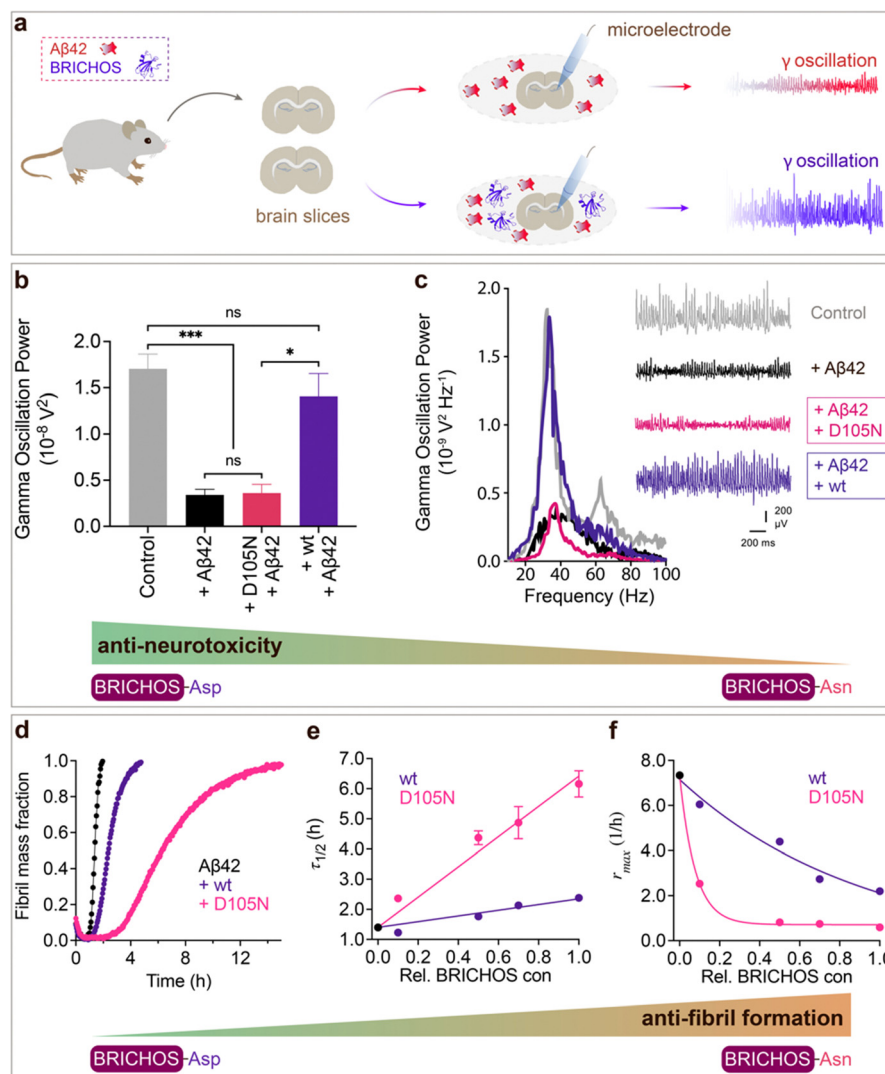 a
Aβ42
BRICHOS
brain slices
microelectrode
γ oscillation
γ oscillation
b
Gamma Oscillation Power
(10⁻⁸ V²)
2.0
1.5
1.0
0.5
0.0
ns
***
*
ns
Control
+ Aβ42
+ D105N
+ Aβ42
+ wt
+ Aβ42
c
Gamma Oscillation Power
(10⁻⁹ V² Hz⁻¹)
2.0
1.5
1.0
0.5
0.0
20 40 60 80 100
Frequency (Hz)
Control
+ Aβ42
+ Aβ42
+ D105N
+ Aβ42
+ wt
200
µV
200 ms
anti-neurotoxicity
BRICHOS-Asp
BRICHOS-Asn
d
Fibril mass fraction
1.0
0.8
0.6
0.4
0.2
0.0
0 4 8 12
Time (h)
Aβ42
+ wt
+ D105N
e
τ1/2 (h)
7.0
6.0
5.0
4.0
3.0
2.0
1.0
0.0 0.2 0.4 0.6 0.8 1.0
Rel. BRICHOS con
wt
D105N
f
rmax (1/h)
8.0
6.0
4.0
2.0
0.0
0.0 0.2 0.4 0.6 0.8 1.0
Rel. BRICHOS con
wt
D105N
anti-fibril formation
BRICHOS-Asp
BRICHOS-Asn